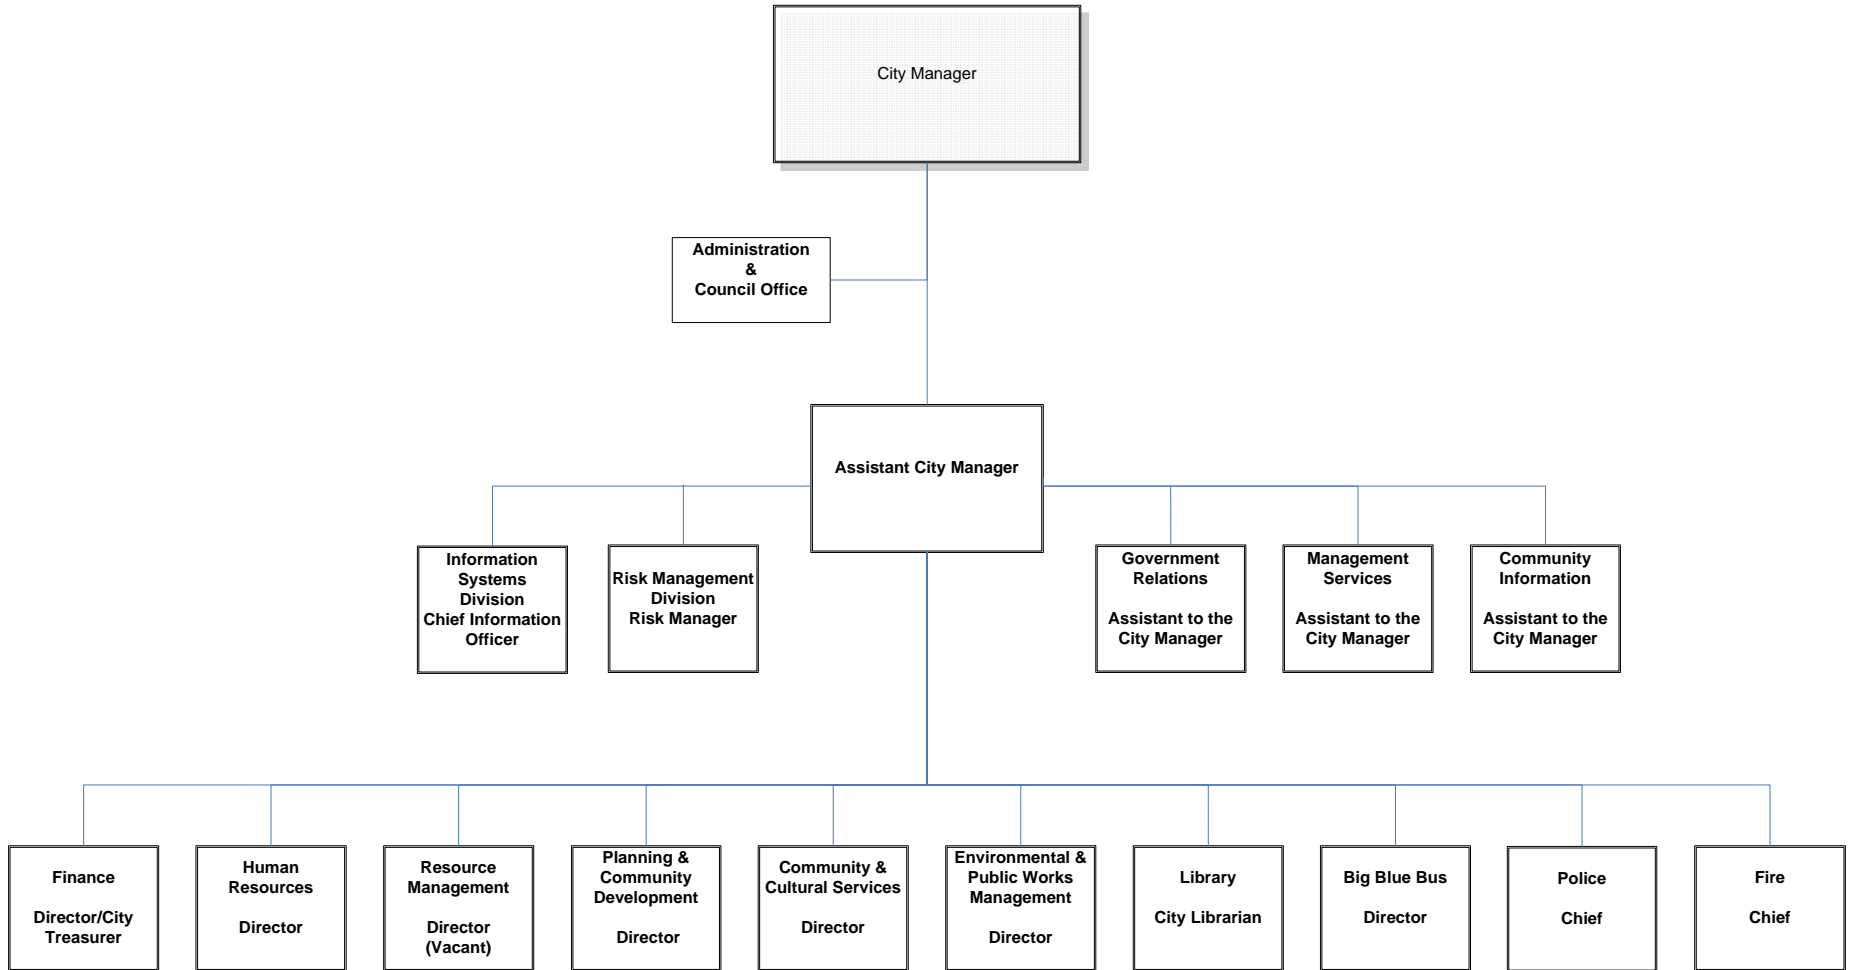 City Manager
Administration
&
Council Office
Assistant City Manager
Information
Systems
Division
Chief Information
Officer
Risk Management
Division
Risk Manager
Government
Relations
Assistant to the
City Manager
Management
Services
Assistant to the
City Manager
Community
Information
Assistant to the
City Manager
Finance
Director/City
Treasurer
Human
Resources
Director
Resource
Management
Director
(Vacant)
Planning &
Community
Development
Director
Community &
Cultural Services
Director
Environmental &
Public Works
Management
Director
Library
City Librarian
Big Blue Bus
Director
Police
Chief
Fire
Chief